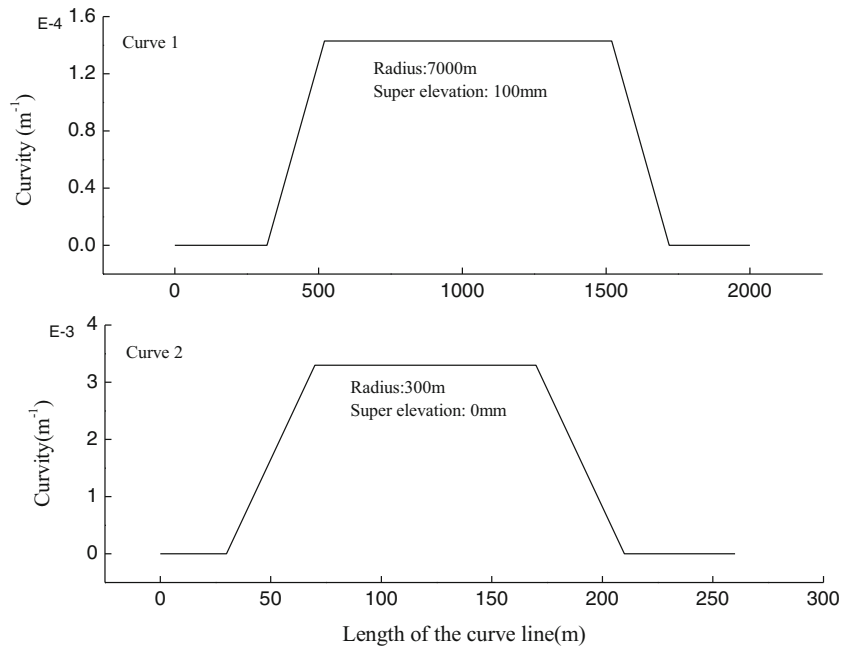 E-4
1.6
Curve 1
Radius:7000m
Super elevation: 100mm
1.2
0.8
0.4
0.0
Curvity (m-1)
0 500 1000 1500 2000
E-3
4
Curve 2
Radius:300m
Super elevation: 0mm
3
2
1
0
Curvity(m-1)
0 50 100 150 200 250 300
Length of the curve line(m)